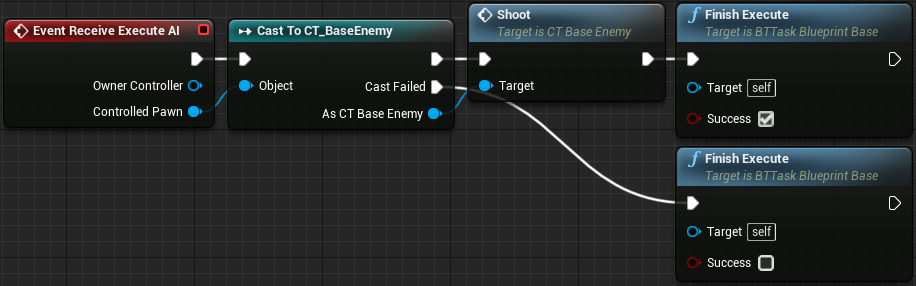 Event Receive Execute AI
Owner Controller
Controlled Pawn
Cast To CT_BaseEnemy
Object
Cast Failed
As CT Base Enemy
Shoot
Target is CT Base Enemy
Target
f Finish Execute
Target is BTTask Blueprint Base
Target self
Success
f Finish Execute
Target is BTTask Blueprint Base
Target self
Success